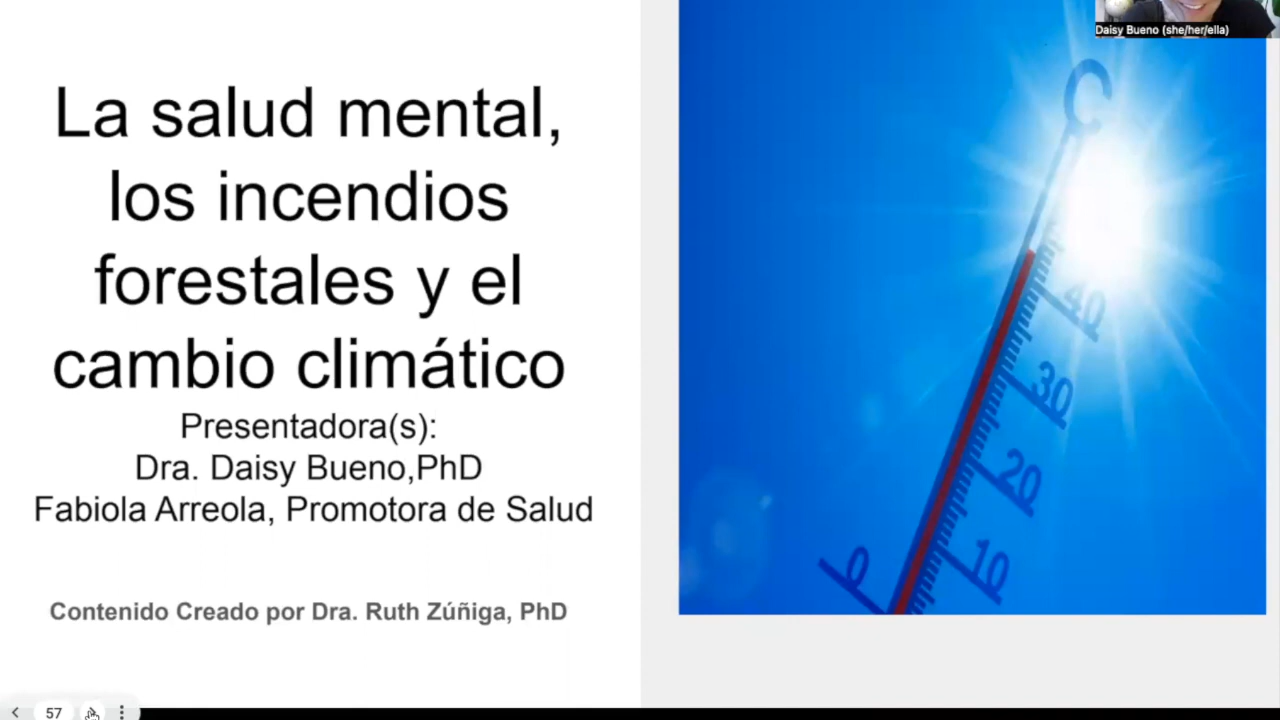 La salud mental,
los incendios
forestales y el
cambio climático
Presentadora(s):
Dra. Daisy Bueno,PhD
Fabiola Arreola, Promotora de Salud
Contenido Creado por Dra. Ruth Zúñiga, PhD
Daisy Bueno (she/her/ella)
C
40
30
20
10
0
57